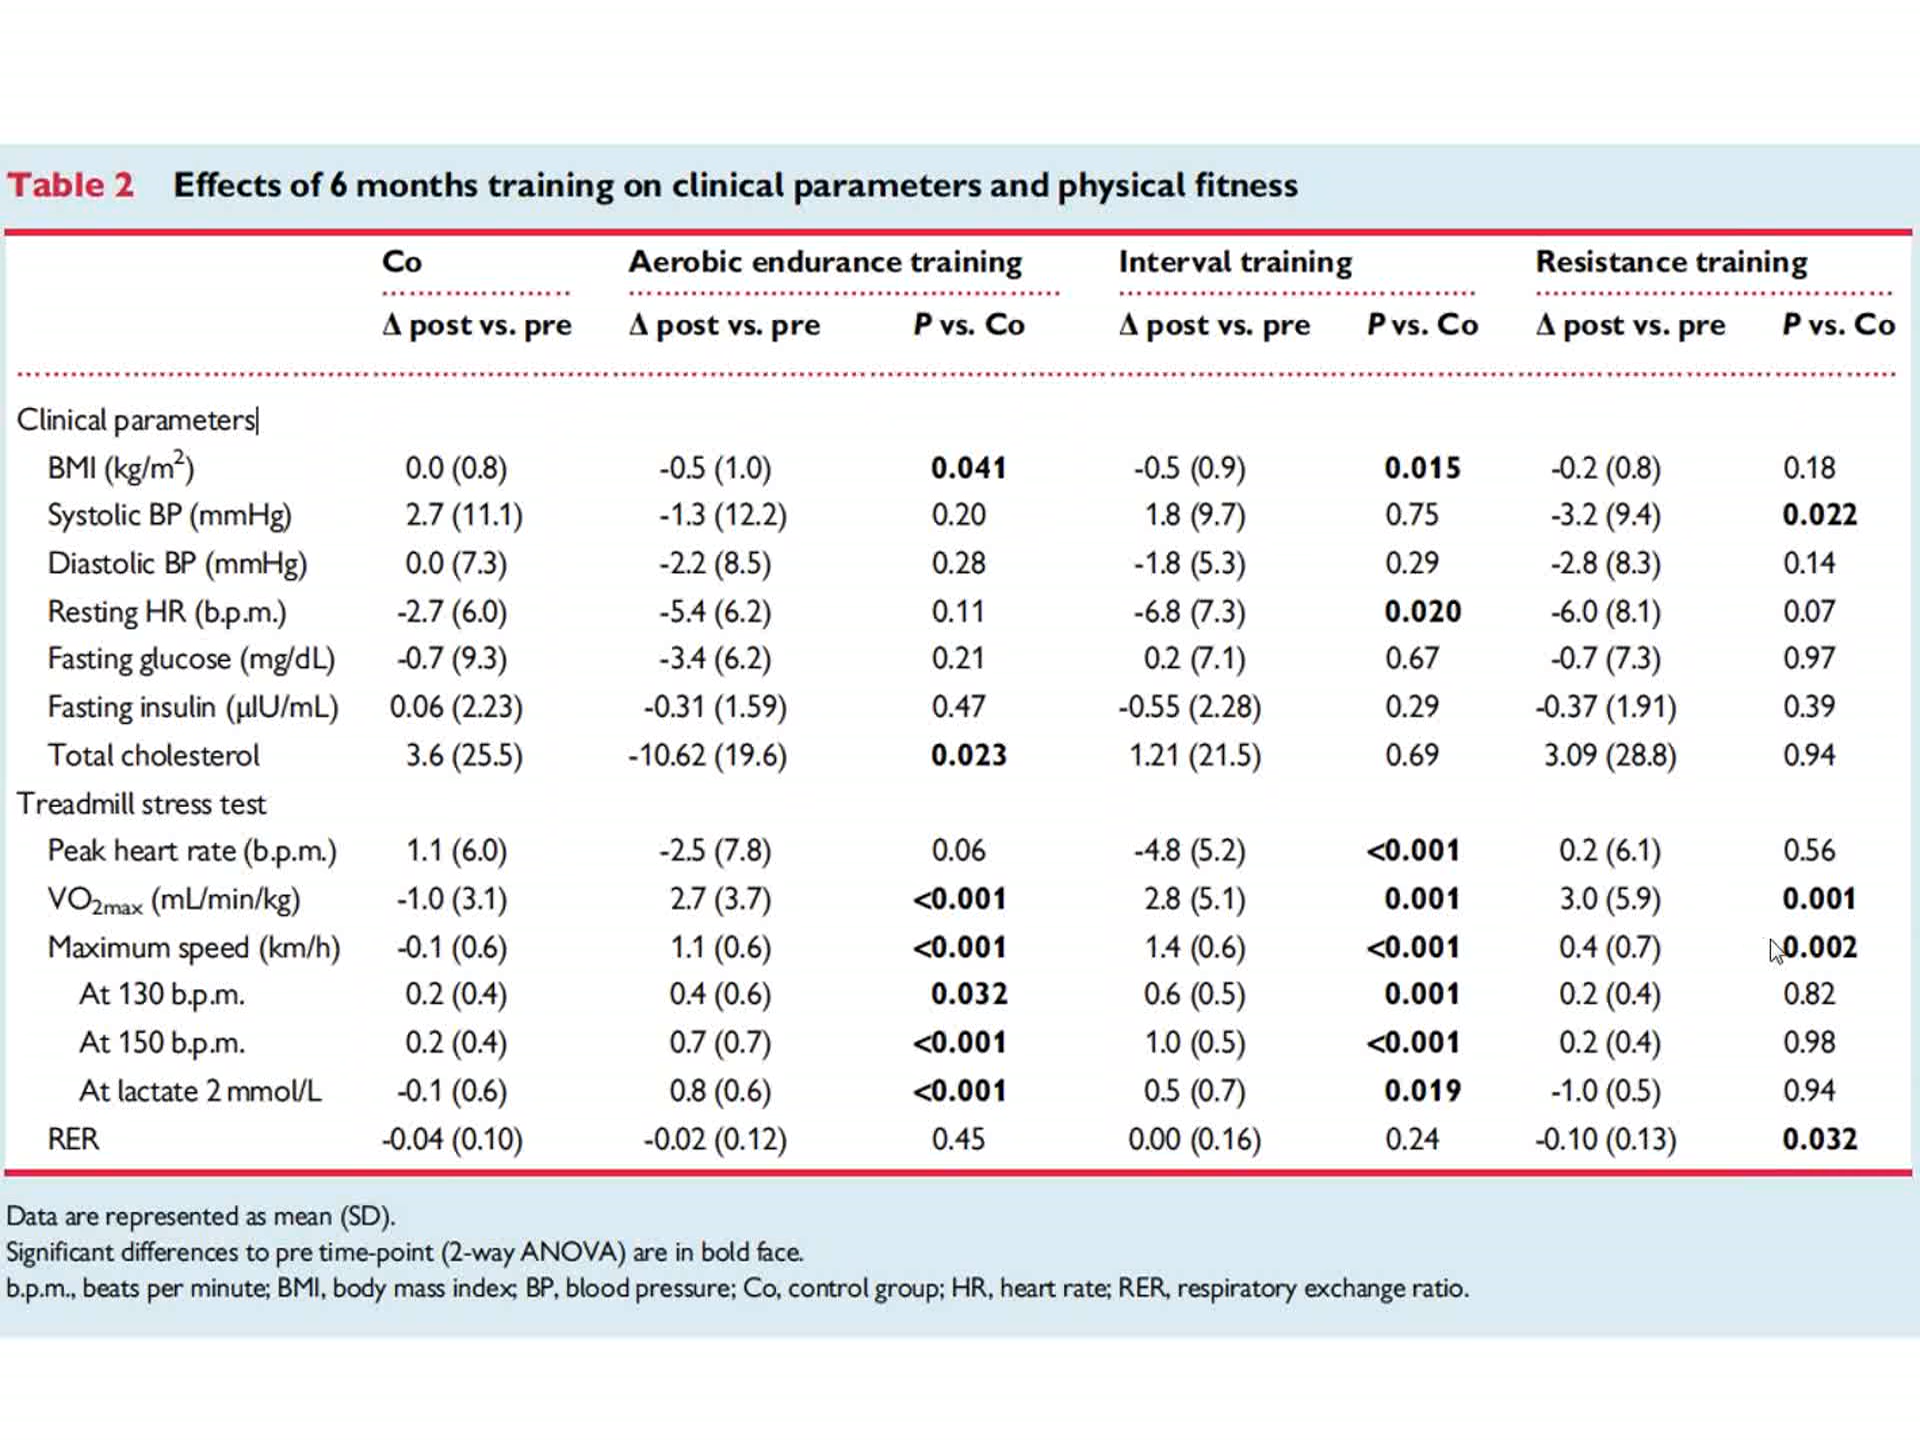 Table 2 Effects of 6 months training on clinical parameters and physical fitness
Co Aerobic endurance training Interval training Resistance training
Δ post vs. pre Δ post vs. pre P vs. Co Δ post vs. pre P vs. Co Δ post vs. pre P vs. Co
Clinical parameters
BMI (kg/m²) 0.0 (0.8) -0.5 (1.0) 0.041 -0.5 (0.9) 0.015 -0.2 (0.8) 0.18
Systolic BP (mmHg) 2.7 (11.1) -1.3 (12.2) 0.20 1.8 (9.7) 0.75 -3.2 (9.4) 0.022
Diastolic BP (mmHg) 0.0 (7.3) -2.2 (8.5) 0.28 -1.8 (5.3) 0.29 -2.8 (8.3) 0.14
Resting HR (b.p.m.) -2.7 (6.0) -5.4 (6.2) 0.11 -6.8 (7.3) 0.020 -6.0 (8.1) 0.07
Fasting glucose (mg/dL) -0.7 (9.3) -3.4 (6.2) 0.21 0.2 (7.1) 0.67 -0.7 (7.3) 0.97
Fasting insulin (μIU/mL) 0.06 (2.23) -0.31 (1.59) 0.47 -0.55 (2.28) 0.29 -0.37 (1.91) 0.39
Total cholesterol 3.6 (25.5) -10.62 (19.6) 0.023 1.21 (21.5) 0.69 3.09 (28.8) 0.94
Treadmill stress test
Peak heart rate (b.p.m.) 1.1 (6.0) -2.5 (7.8) 0.06 -4.8 (5.2) <0.001 0.2 (6.1) 0.56
VO₂max (mL/min/kg) -1.0 (3.1) 2.7 (3.7) <0.001 2.8 (5.1) 0.001 3.0 (5.9) 0.001
Maximum speed (km/h) -0.1 (0.6) 1.1 (0.6) <0.001 1.4 (0.6) <0.001 0.4 (0.7) 0.002
At 130 b.p.m. 0.2 (0.4) 0.4 (0.6) 0.032 0.6 (0.5) 0.001 0.2 (0.4) 0.82
At 150 b.p.m. 0.2 (0.4) 0.7 (0.7) <0.001 1.0 (0.5) <0.001 0.2 (0.4) 0.98
At lactate 2 mmol/L -0.1 (0.6) 0.8 (0.6) <0.001 0.5 (0.7) 0.019 -1.0 (0.5) 0.94
RER -0.04 (0.10) -0.02 (0.12) 0.45 0.00 (0.16) 0.24 -0.10 (0.13) 0.032
Data are represented as mean (SD).
Significant differences to pre time-point (2-way ANOVA) are in bold face.
b.p.m., beats per minute; BMI, body mass index; BP, blood pressure; Co, control group; HR, heart rate; RER, respiratory exchange ratio.